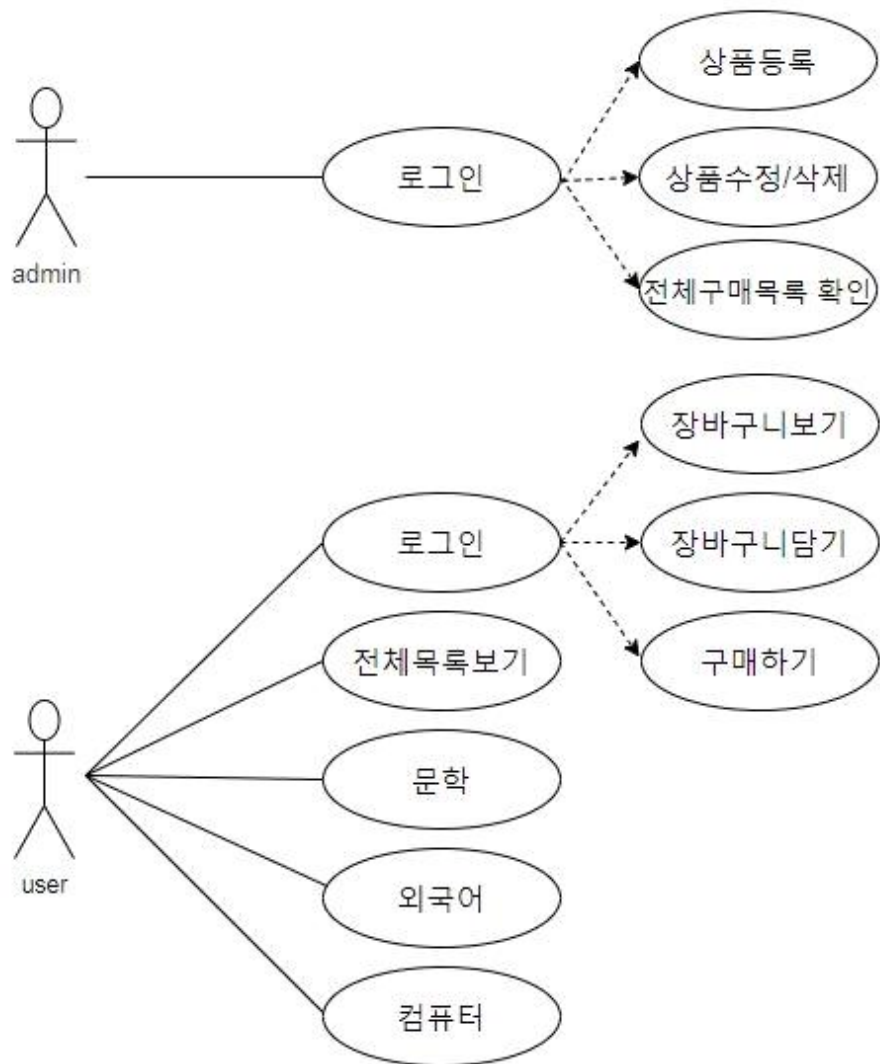 상품등록
로그인
상품수정/삭제
admin
전체구매목록 확인
장바구니보기
로그인
장바구니담기
전체목록보기
구매하기
문학
user
외국어
컴퓨터